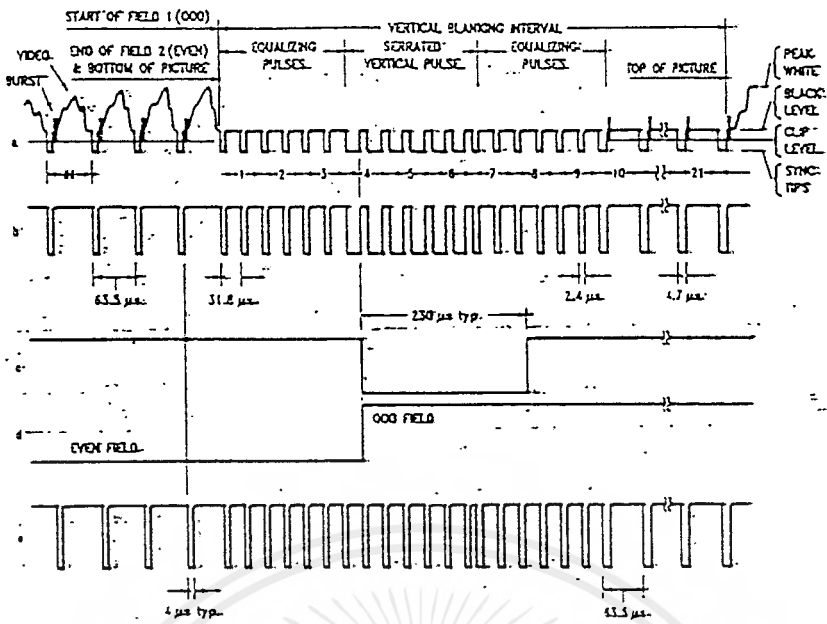 START OF FIELD 1 (ODD)
VERTICAL BLANKING INTERVAL
VIDEO
END OF FIELD 2 (EVEN)
& BOTTOM OF PICTURE
EQUALIZING
PULSES
SERRATED
VERTICAL PULSE
EQUALIZING
PULSES
TOP OF PICTURE
PEAK
WHITE
BURST
BLACK
LEVEL
CLIP
LEVEL
SYNC
TIPS
a
H
1 2 3 4 5 6 7 8 9 10 21
b
63.5 µs
31.8 µs
2.4 µs
4.7 µs
230 µs typ.
c
ODD FIELD
d
EVEN FIELD
e
4 µs typ.
63.5 µs